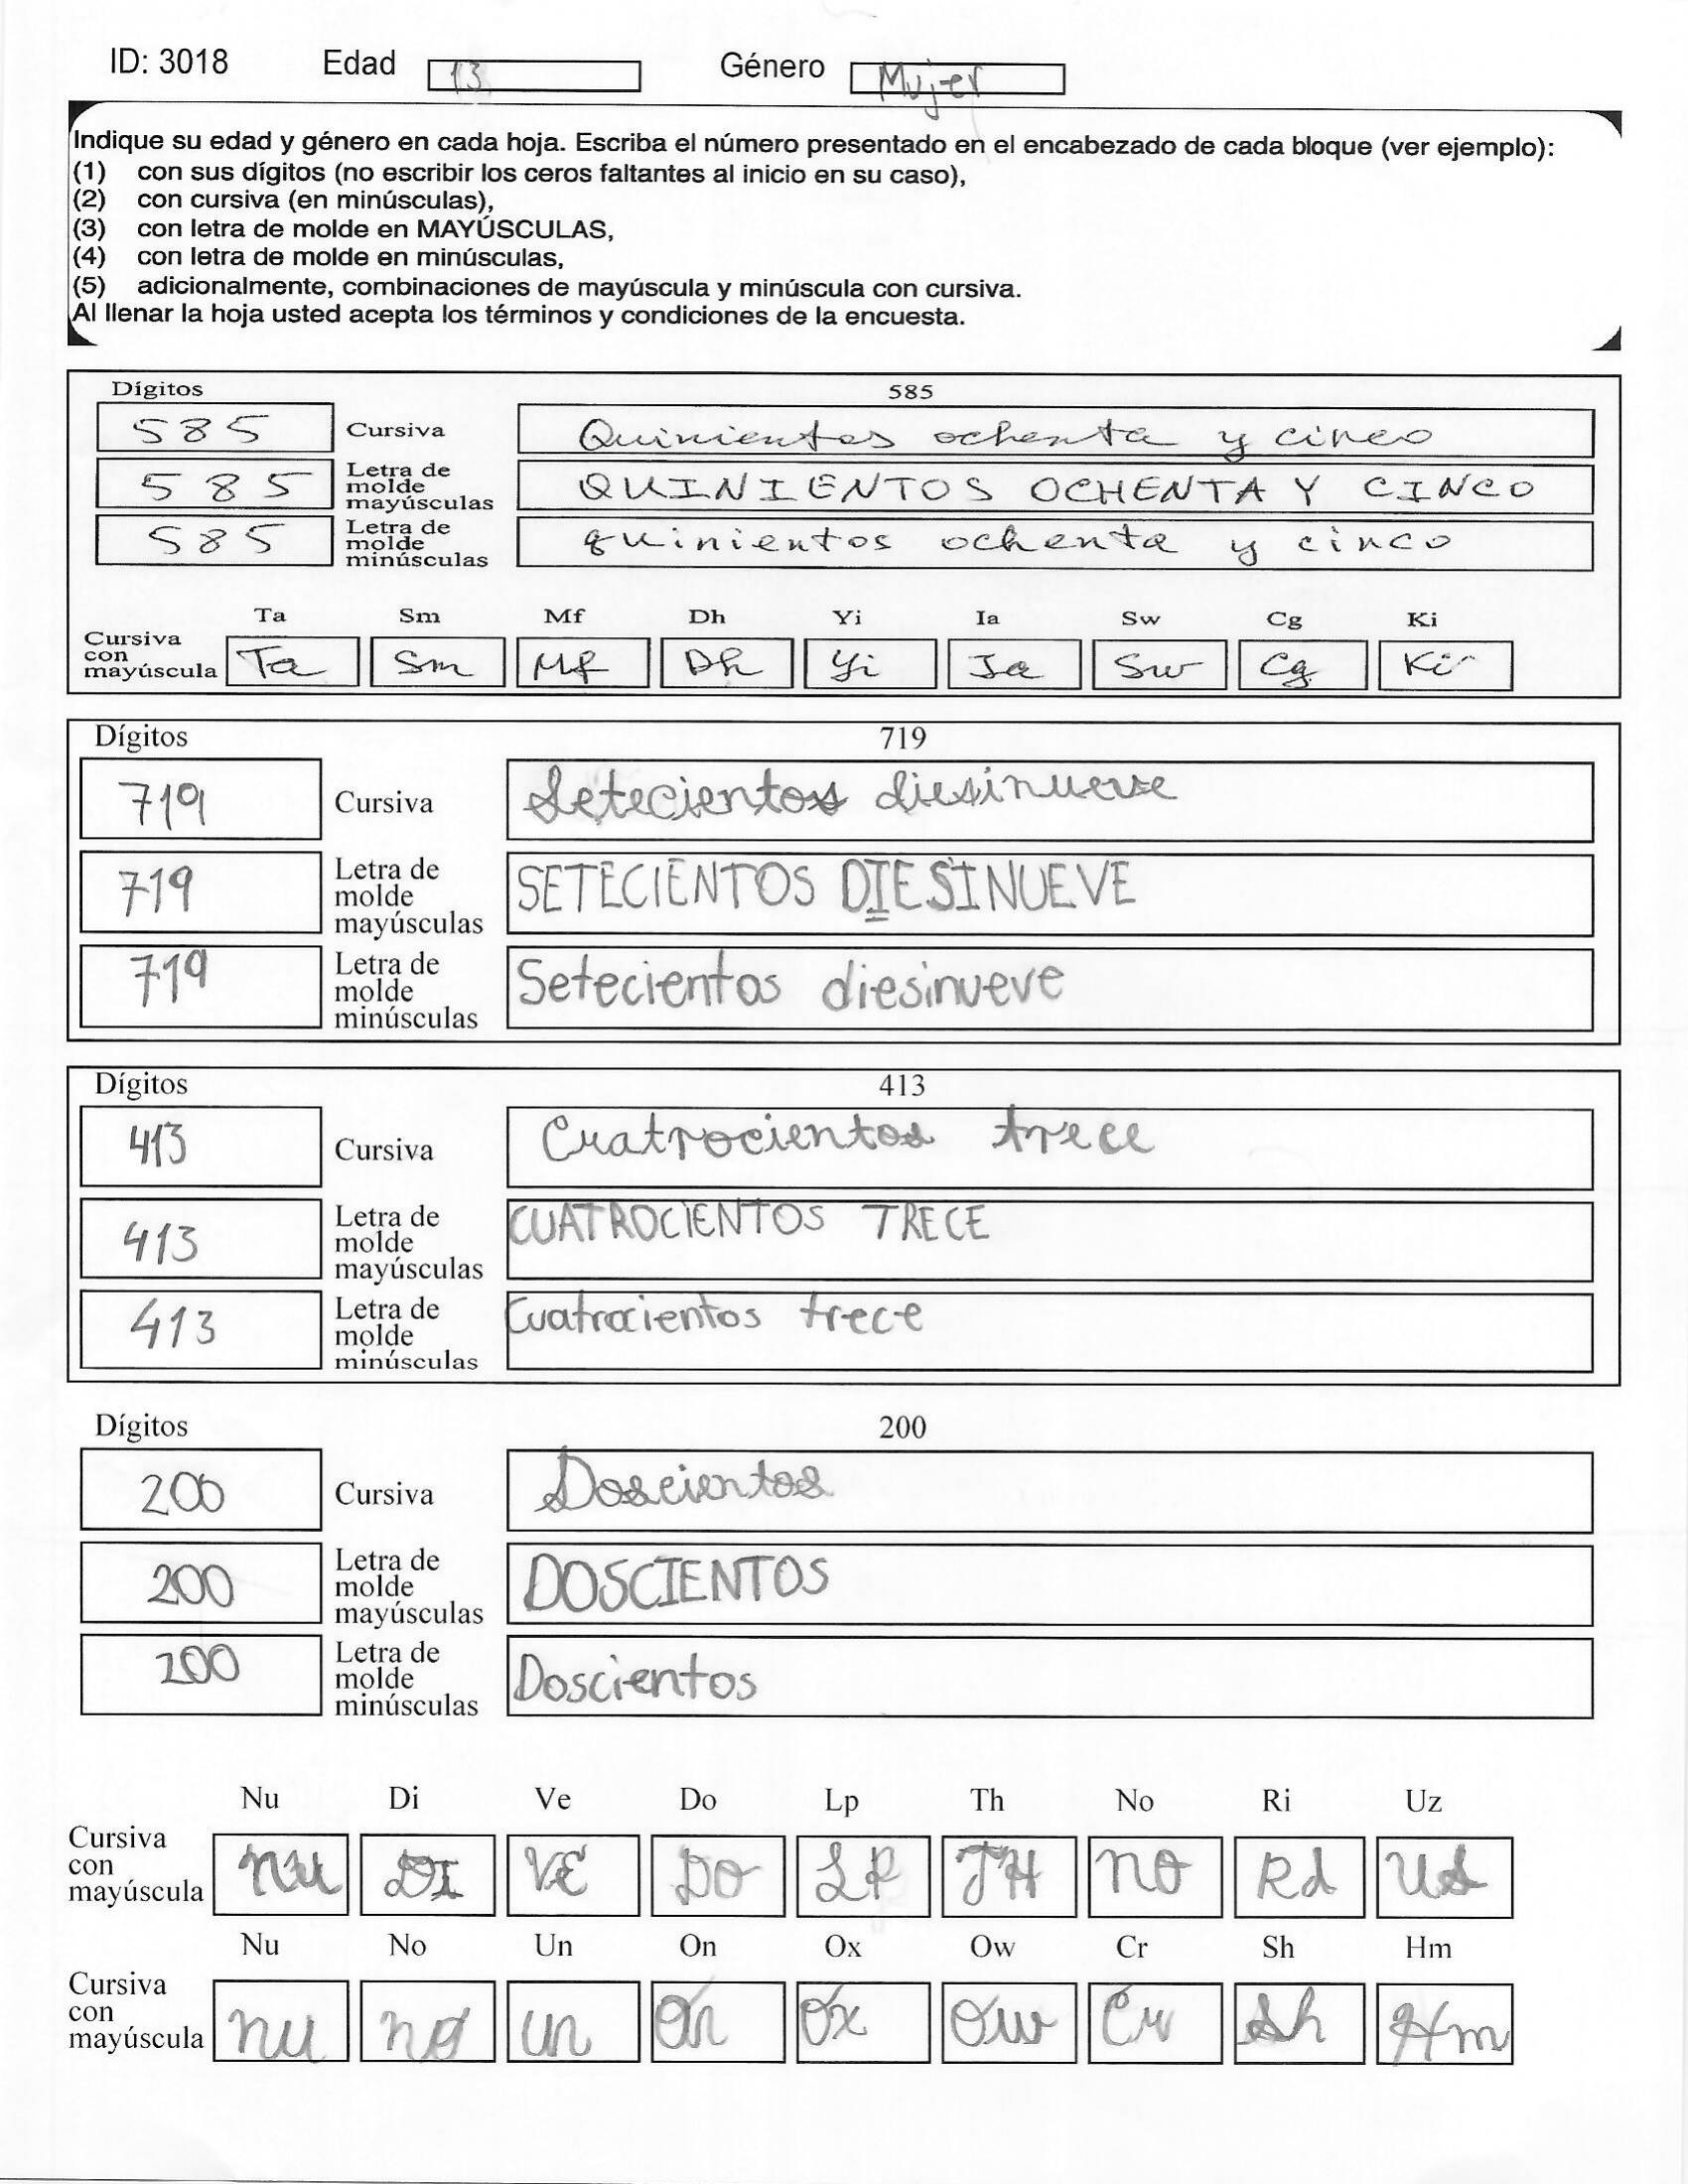 ID: 3018 Edad 13 Género Mujer
Indique su edad y género en cada hoja. Escriba el número presentado en el encabezado de cada bloque (ver ejemplo):
(1) con sus dígitos (no escribir los ceros faltantes al inicio en su caso),
(2) con cursiva (en minúsculas),
(3) con letra de molde en MAYÚSCULAS,
(4) con letra de molde en minúsculas,
(5) adicionalmente, combinaciones de mayúscula y minúscula con cursiva.
Al llenar la hoja usted acepta los términos y condiciones de la encuesta.
Dígitos 585
585 Cursiva Quinientos ochenta y cinco
585 Letra de molde mayúsculas QUINIENTOS OCHENTA Y CINCO
585 Letra de molde minúsculas quinientos ochenta y cinco
Ta Sm Mf Dh Yi Ia Sw Cg Ki
Cursiva con mayúscula Ta Sm Mf Dh Yi Ia Sw Cg Ki
Dígitos 719
719 Cursiva Setecientos diesinueve
719 Letra de molde mayúsculas SETECIENTOS DIESINUEVE
719 Letra de molde minúsculas Setecientos diesinueve
Dígitos 413
413 Cursiva Cuatrocientos trece
413 Letra de molde mayúsculas CUATROCIENTOS TRECE
413 Letra de molde minúsculas Cuatrocientos trece
Dígitos 200
200 Cursiva Doscientos
200 Letra de molde mayúsculas DOSCIENTOS
200 Letra de molde minúsculas Doscientos
Nu Di Ve Do Lp Th No Ri Uz
Cursiva con mayúscula nu DI VE DO LP TH NO Rd
Nu No Un On Ox Ow Cr Sh Hm
Cursiva con mayúscula nu no un On Ox Ow Cr Sh Hm